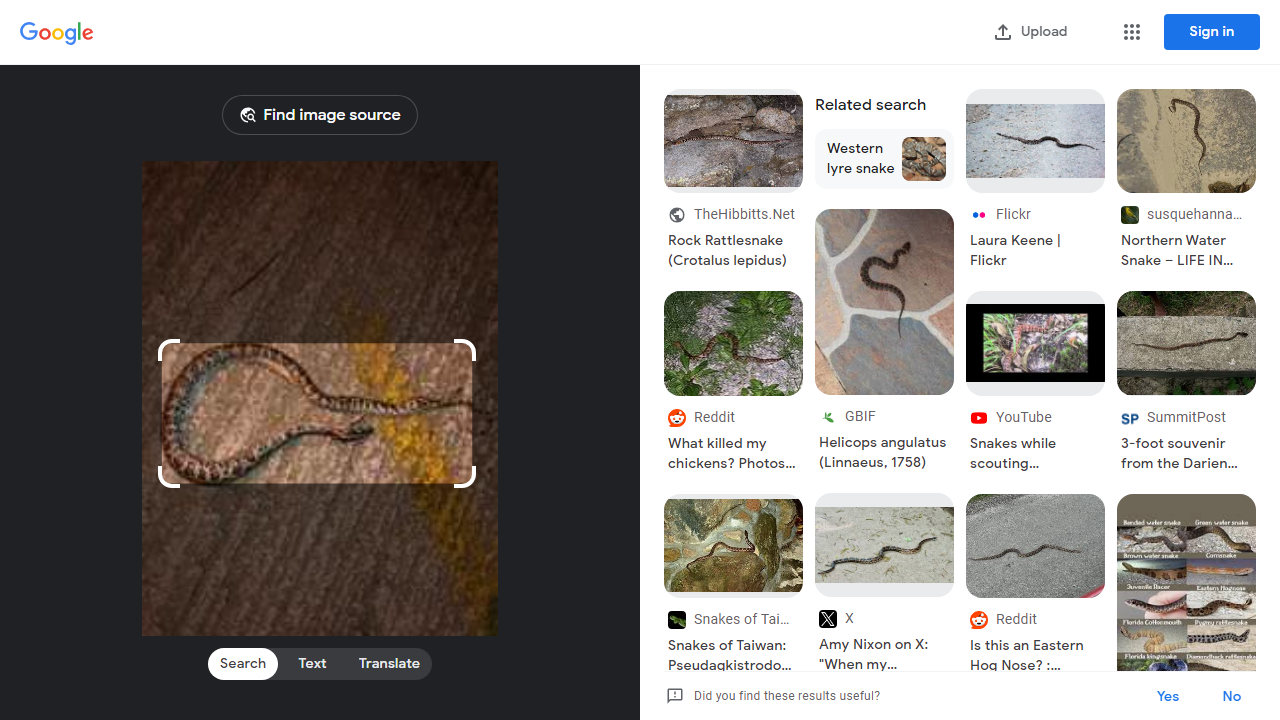 Google
Upload
Sign in
Find image source
Search
Text
Translate
TheHibbitts.Net
Rock Rattlesnake
(Crotalus lepidus)
Related search
Western
lyre snake
Flickr
Laura Keene |
Flickr
susquehanna...
Northern Water
Snake – LIFE IN...
Reddit
What killed my
chickens? Photos...
GBIF
Helicops angulatus
(Linnaeus, 1758)
YouTube
Snakes while
scouting...
SP
SummitPost
3-foot souvenir
from the Darien...
Snakes of Tai...
Snakes of Taiwan:
Pseudagkistrodo...
X
Amy Nixon on X:
"When my...
Reddit
Is this an Eastern
Hog Nose? :...
Banded water snake
Green water snake
Brown water snake
Cornsnake
Juvenile Racer
Eastern Hognose
Florida Cottonmouth
Pygmy rattlesnake
Florida kingsnake
Diamondback rattlesnake
Did you find these results useful?
Yes
No